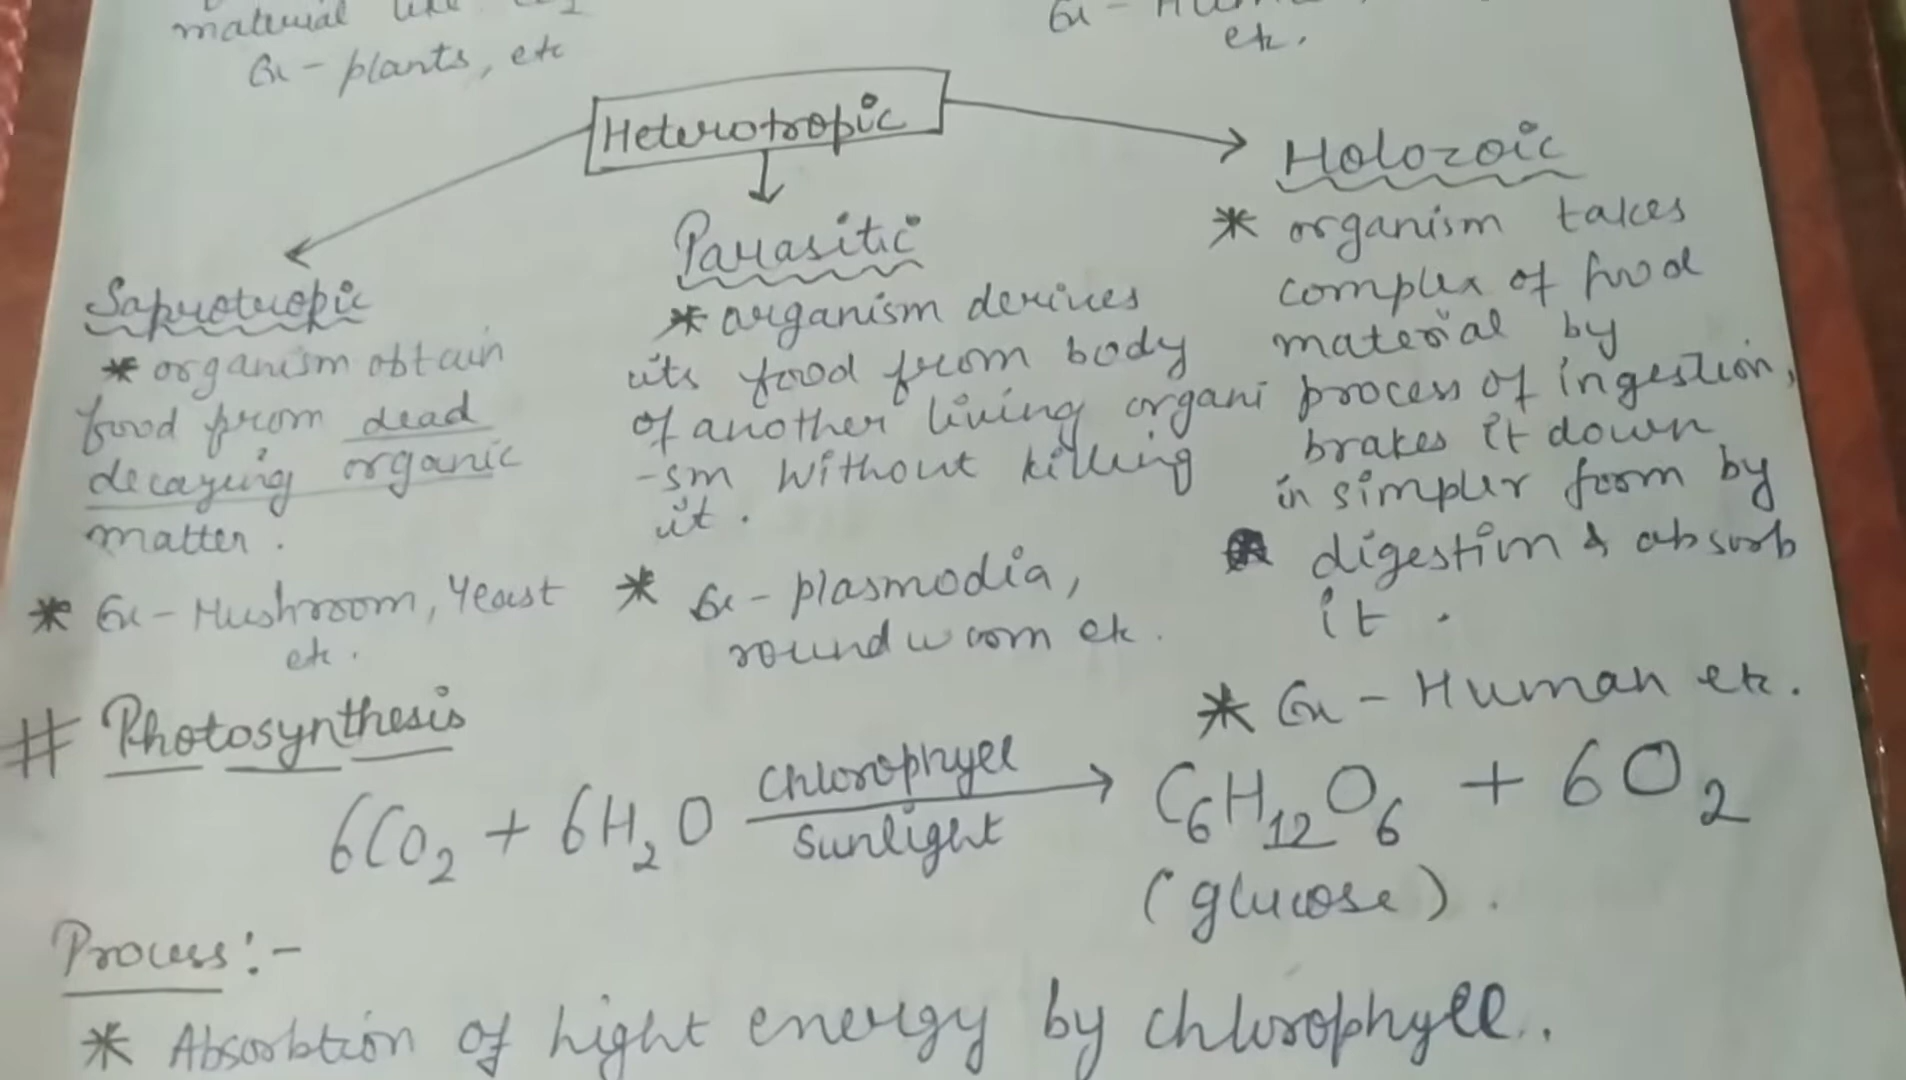 material like
Ex - plants, etc
Ex - Human
etc.
Heterotropic
Saprotropic
* organism obtain
food from dead
decaying organic
matter.
* Ex - Mushroom, Yeast
etc.
Parasitic
* organism derives
its food from body
of another living organi
-sm without killing
it.
* Ex - plasmodia,
roundworm etc.
Holozoic
* organism takes
complex of food
material by
process of ingestion,
brakes it down
in simpler form by
digestion & absorb
it.
* Ex - Human etc.
# Photosynthesis
6CO₂ + 6H₂O Chlorophyll Sunlight → C₆H₁₂O₆ + 6O₂
(glucose).
Process:-
* Absorbtion of light energy by chlorophyll.